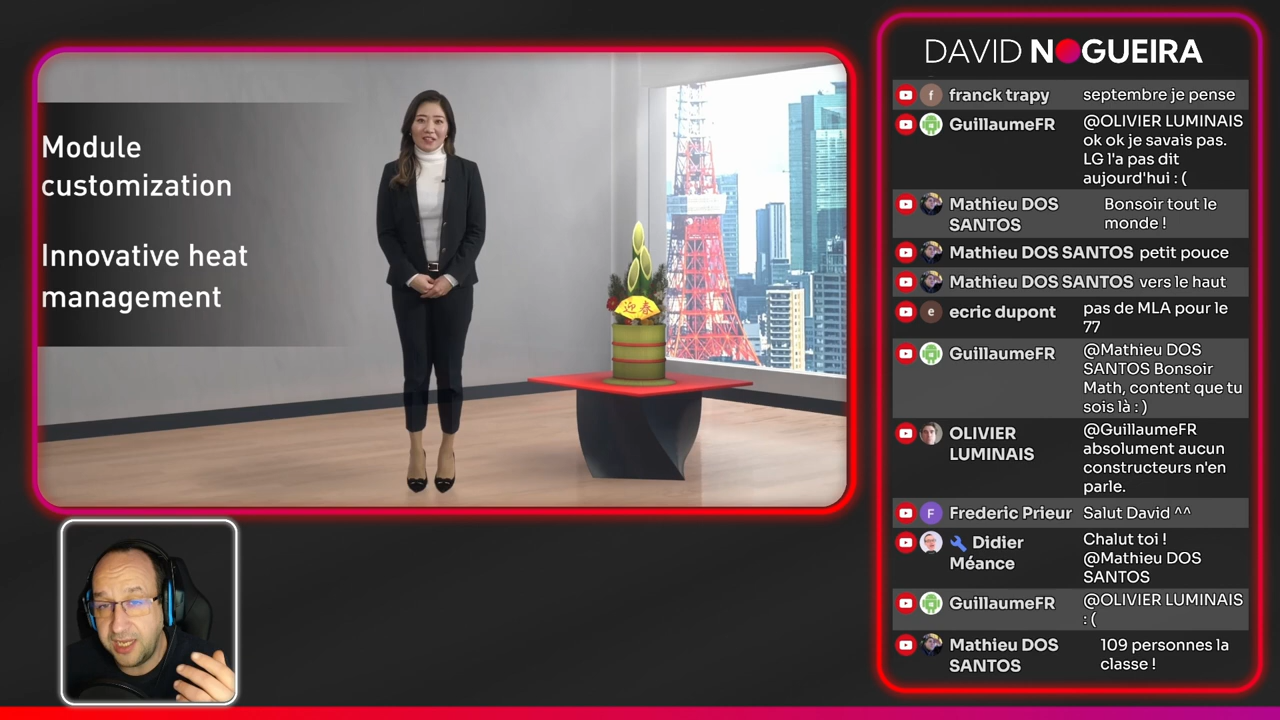 Module
customization
Innovative heat
management
迎春
DAVID NOGUEIRA
franck trapy septembre je pense
GuillaumeFR @OLIVIER LUMINAIS
ok ok je savais pas.
LG l'a pas dit
aujourd'hui : (
Mathieu DOS Bonsoir tout le
SANTOS monde !
Mathieu DOS SANTOS petit pouce
Mathieu DOS SANTOS vers le haut
e ecric dupont pas de MLA pour le
77
GuillaumeFR @Mathieu DOS
SANTOS Bonsoir
Math, content que tu
sois là : )
OLIVIER @GuillaumeFR
LUMINAIS absolument aucun
constructeurs n'en
parle.
F Frederic Prieur Salut David ^^
Didier Chalut toi !
Méance @Mathieu DOS
SANTOS
GuillaumeFR @OLIVIER LUMINAIS
: (
Mathieu DOS 109 personnes la
SANTOS classe !